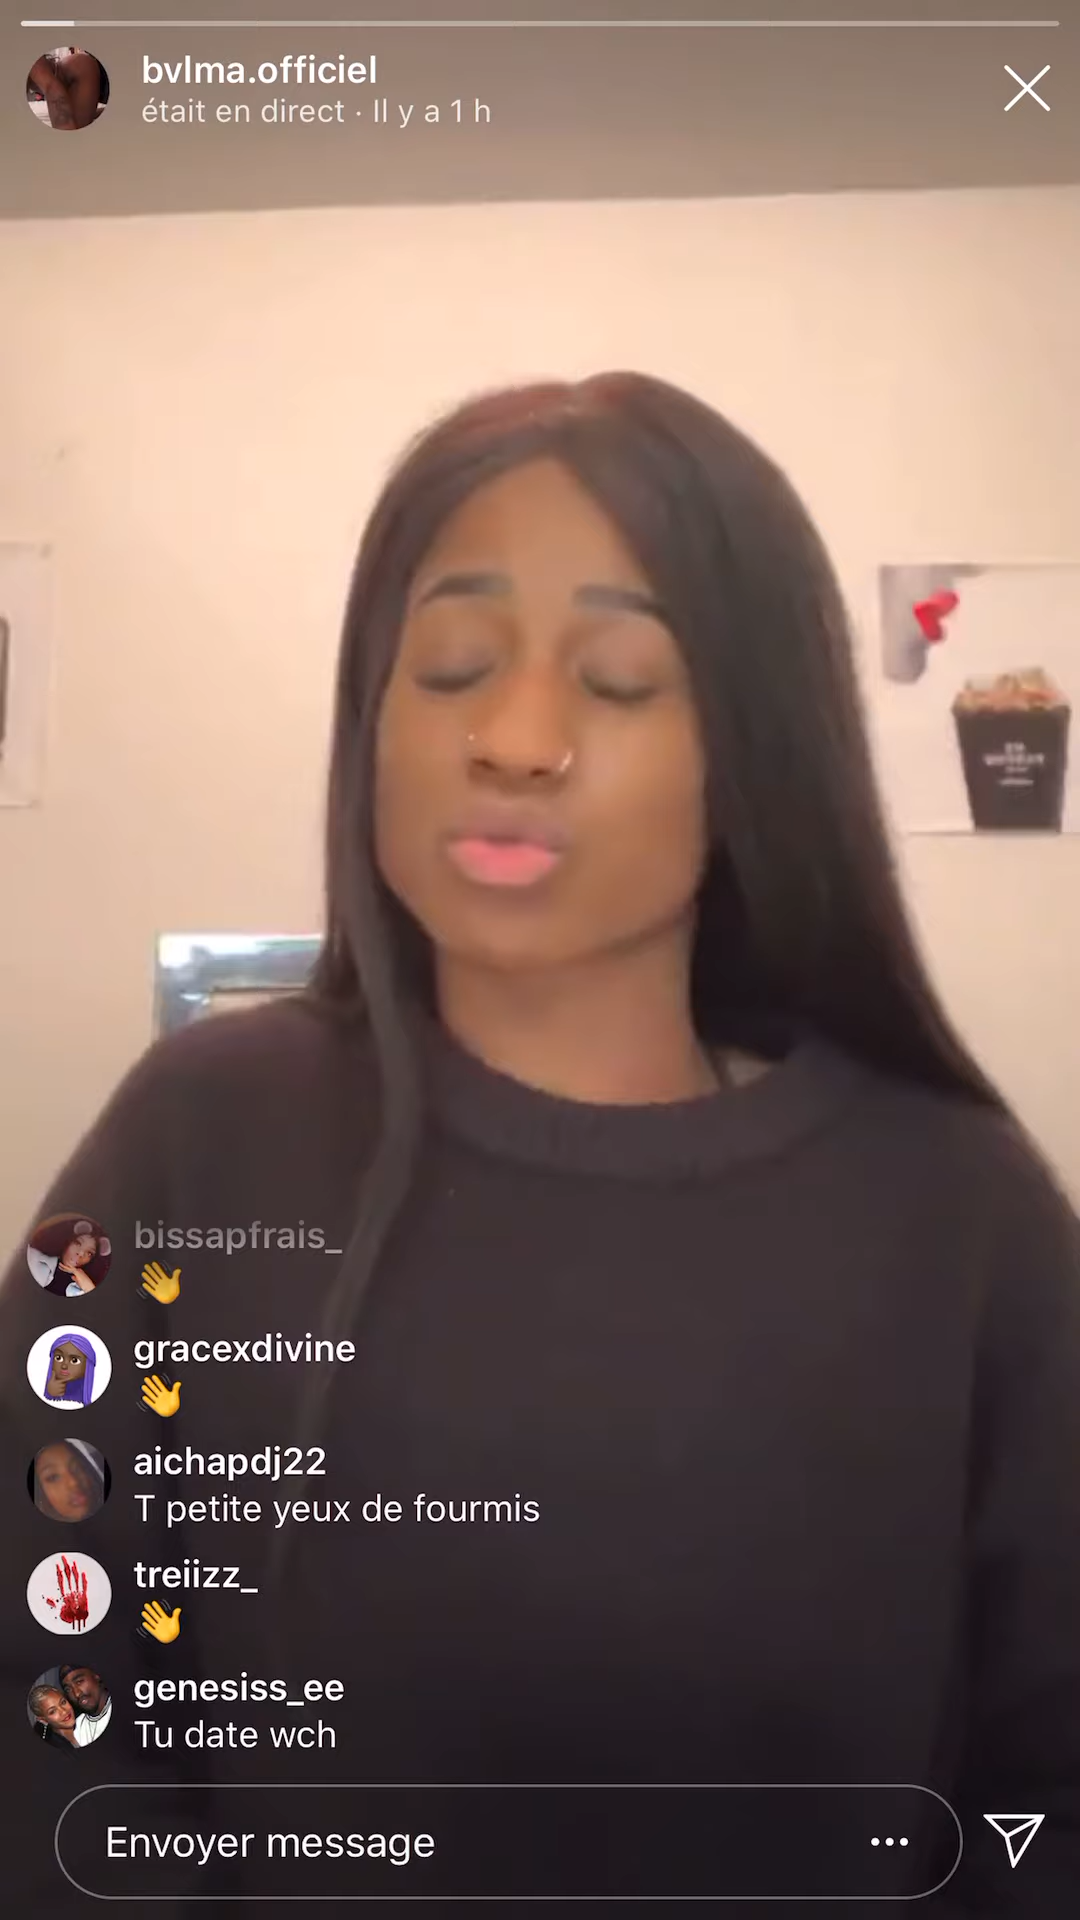 bvlma.officiel
était en direct · Il y a 1 h
bissapfrais_
👋
gracexdivine
👋
aichapdj22
T petite yeux de fourmis
treiizz_
👋
genesiss_ee
Tu date wch
Envoyer message